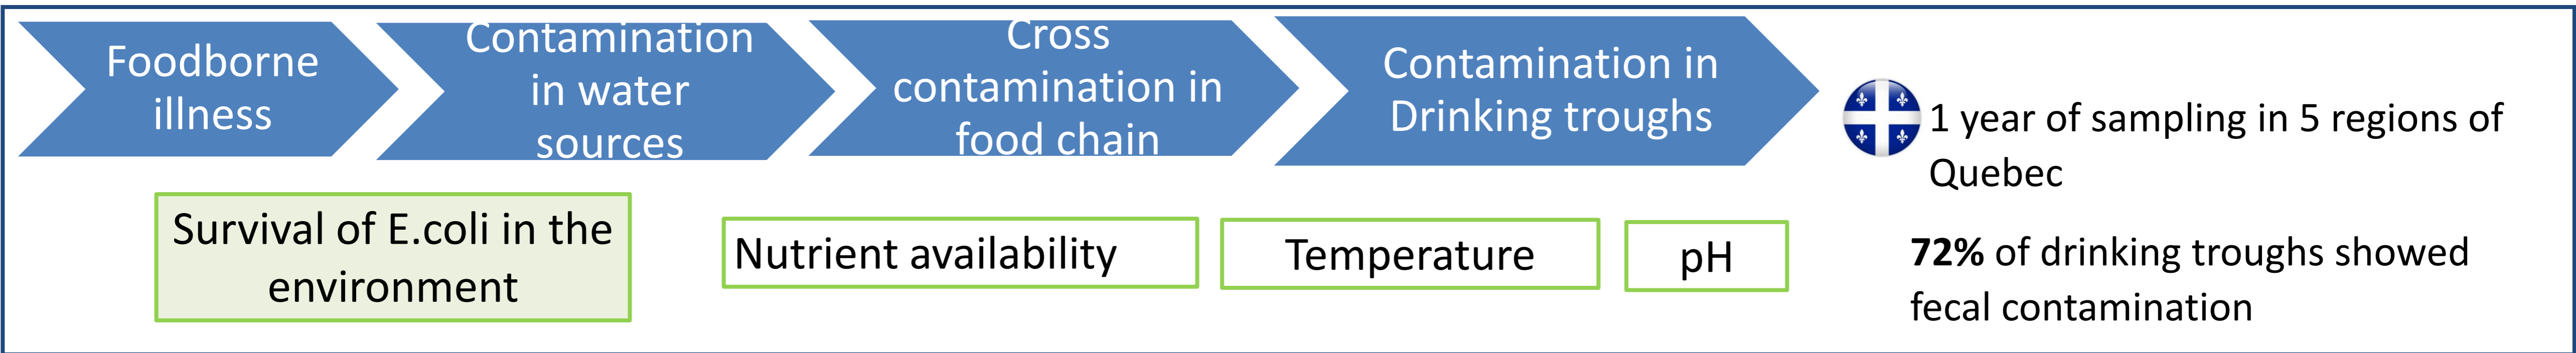 Foodborne
illness
Contamination
in water
sources
Cross
contamination in
food chain
Contamination in
Drinking troughs
1 year of sampling in 5 regions of
Quebec
Survival of E.coli in the
environment
Nutrient availability
Temperature
pH
72% of drinking troughs showed
fecal contamination